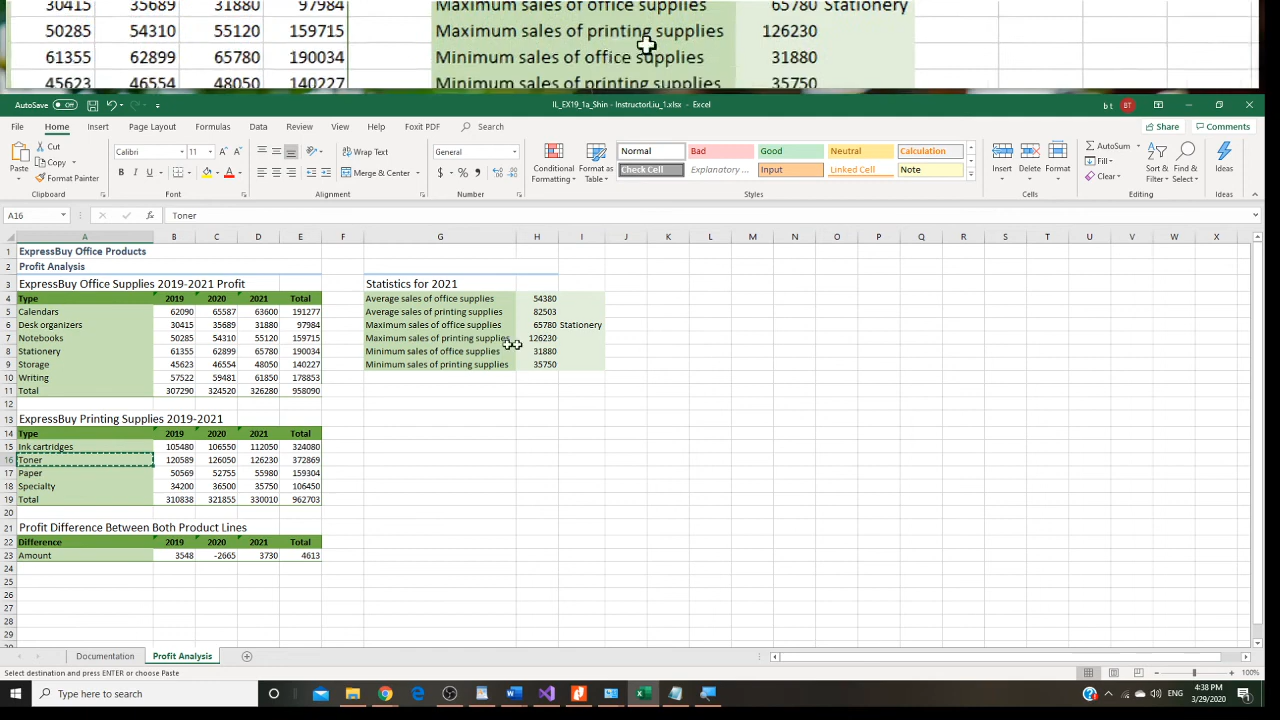 30415 35689 31880 97984 Maximum sales of office supplies 65780 Stationery
50285 54310 55120 159715 Maximum sales of printing supplies 126230
61355 62899 65780 190034 Minimum sales of office supplies 31880
45623 46554 48050 140227 Minimum sales of printing supplies 35750
AutoSave Off IL_EX19_1a_Shin - InstructorLiu_1.xlsx - Excel b t BT
File Home Insert Page Layout Formulas Data Review View Help Foxit PDF Search Share Comments
Cut Calibri 11 Wrap Text General Normal Bad Good Neutral Calculation AutoSum
Copy Fill
Paste Format Painter B I U Merge & Center $ % Conditional Formatting Format as Table Check Cell Explanatory ... Input Linked Cell Note Insert Delete Format Clear Sort & Filter Find & Select Ideas
Clipboard Font Alignment Number Styles Cells Editing Ideas
A16 fx Toner
A B C D E F G H I J K L M N O P Q R S T U V W X
1 ExpressBuy Office Products
2 Profit Analysis
3 ExpressBuy Office Supplies 2019-2021 Profit Statistics for 2021
4 Type 2019 2020 2021 Total Average sales of office supplies 54380
5 Calendars 62090 65587 63600 191277 Average sales of printing supplies 82503
6 Desk organizers 30415 35689 31880 97984 Maximum sales of office supplies 65780 Stationery
7 Notebooks 50285 54310 55120 159715 Maximum sales of printing supplies 126230
8 Stationery 61355 62899 65780 190034 Minimum sales of office supplies 31880
9 Storage 45623 46554 48050 140227 Minimum sales of printing supplies 35750
10 Writing 57522 59481 61850 178853
11 Total 307290 324520 326280 958090
12
13 ExpressBuy Printing Supplies 2019-2021
14 Type 2019 2020 2021 Total
15 Ink cartridges 105480 106550 112050 324080
16 Toner 120589 126050 126230 372869
17 Paper 50569 52755 55980 159304
18 Specialty 34200 36500 35750 106450
19 Total 310838 321855 330010 962703
20
21 Profit Difference Between Both Product Lines
22 Difference 2019 2020 2021 Total
23 Amount 3548 -2665 3730 4613
24
25
26
27
28
29
Documentation Profit Analysis
Select destination and press ENTER or choose Paste 100%
Type here to search ENG 4:38 PM
3/29/2020